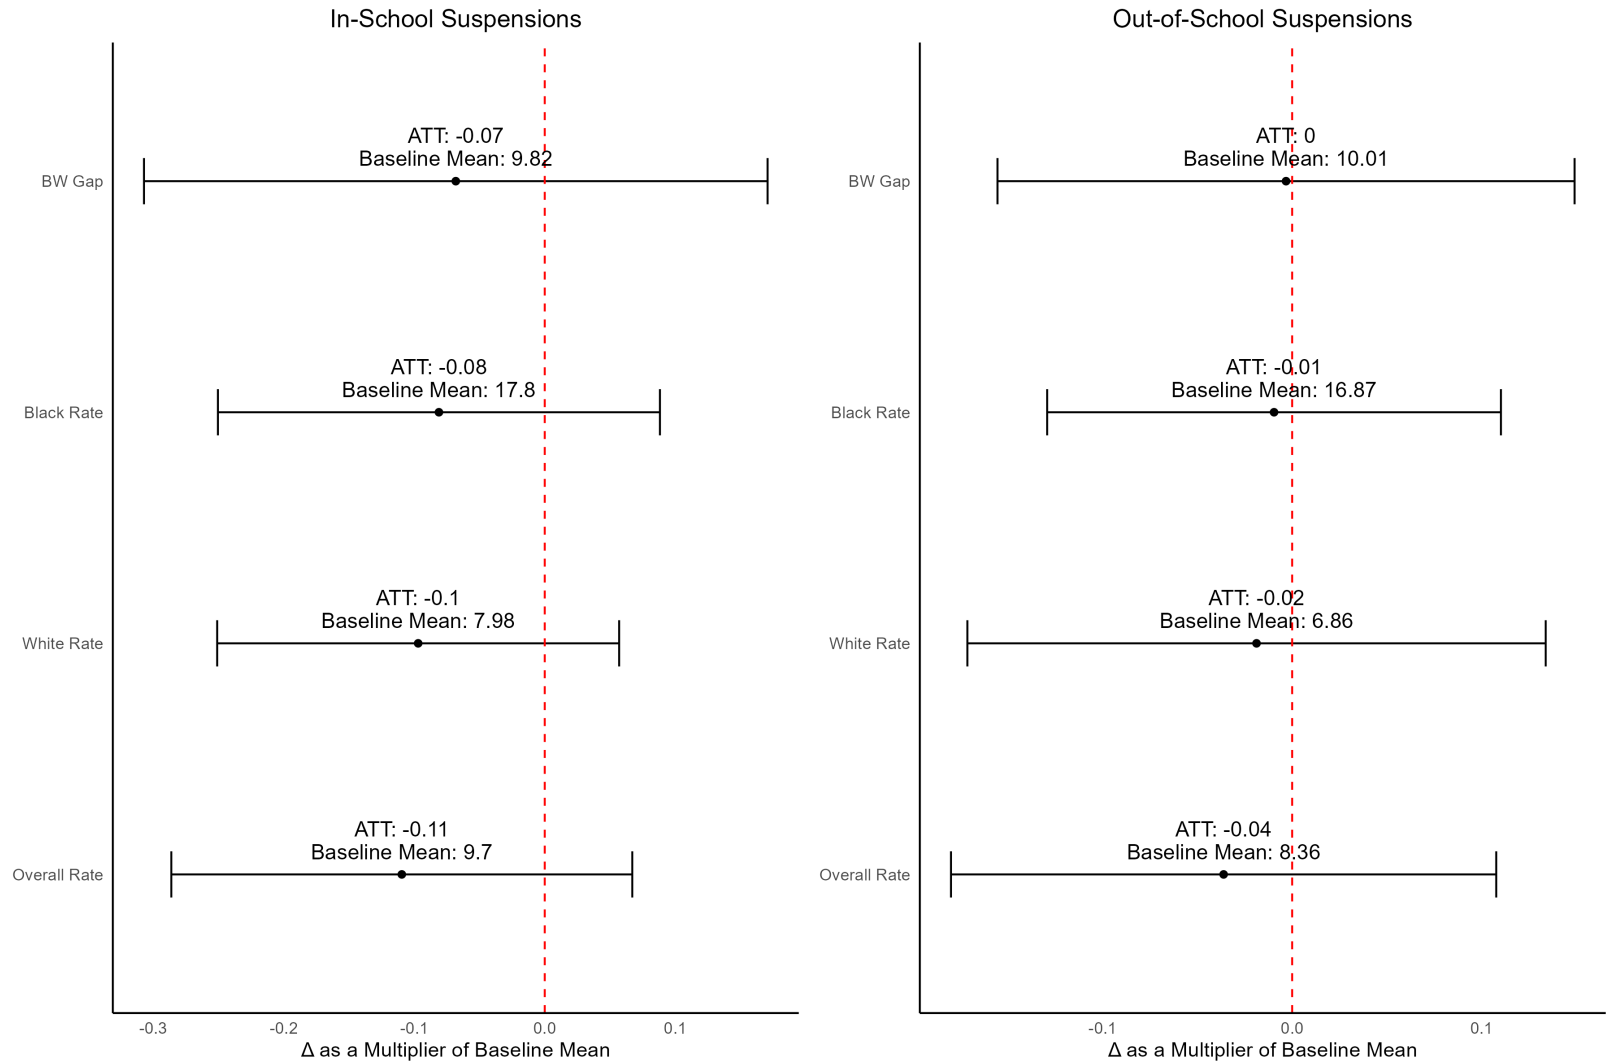 In-School Suspensions
ATT: -0.07
Baseline Mean: 9.82
BW Gap
ATT: -0.08
Baseline Mean: 17.8
Black Rate
ATT: -0.1
Baseline Mean: 7.98
White Rate
ATT: -0.11
Baseline Mean: 9.7
Overall Rate
-0.3 -0.2 -0.1 0.0 0.1
Δ as a Multiplier of Baseline Mean
Out-of-School Suspensions
ATT: 0
Baseline Mean: 10.01
BW Gap
ATT: -0.01
Baseline Mean: 16.87
Black Rate
ATT: -0.02
Baseline Mean: 6.86
White Rate
ATT: -0.04
Baseline Mean: 8.36
Overall Rate
-0.1 0.0 0.1
Δ as a Multiplier of Baseline Mean